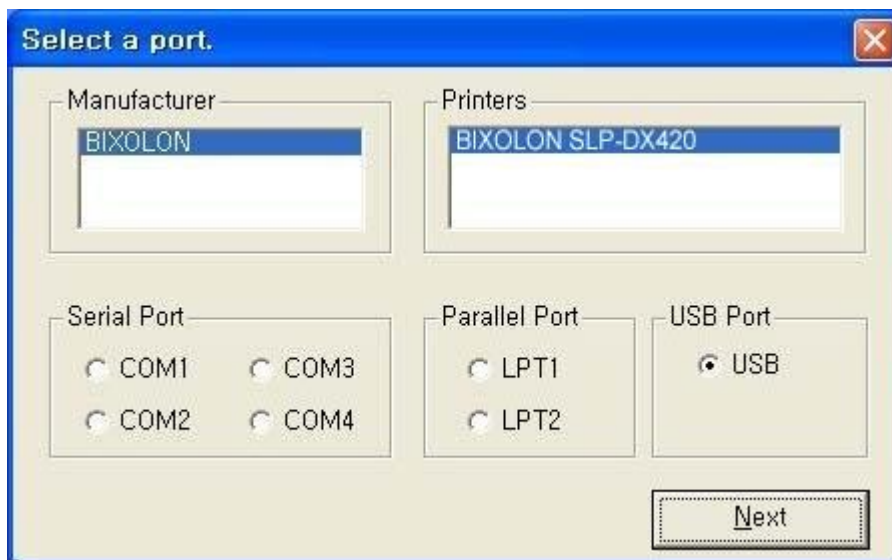 Select a port.
Manufacturer
BIXOLON
Printers
BIXOLON SLP-DX420
Serial Port
COM1 COM3
COM2 COM4
Parallel Port
LPT1
LPT2
USB Port
USB
Next